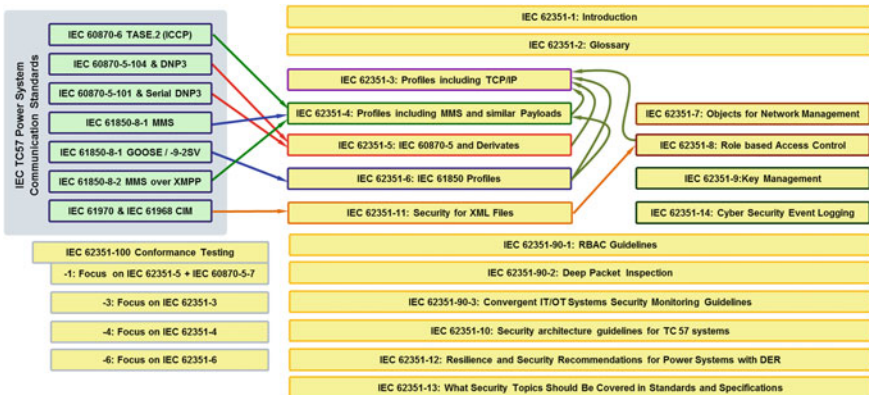 IEC TC57 Power System
Communication Standards
IEC 60870-6 TASE.2 (ICCP)
IEC 60870-5-104 & DNP3
IEC 60870-5-101 & Serial DNP3
IEC 61850-8-1 MMS
IEC 61850-8-1 GOOSE / -9-2SV
IEC 61850-8-2 MMS over XMPP
IEC 61970 & IEC 61968 CIM
IEC 62351-1: Introduction
IEC 62351-2: Glossary
IEC 62351-3: Profiles including TCP/IP
IEC 62351-4: Profiles including MMS and similar Payloads
IEC 62351-5: IEC 60870-5 and Derivates
IEC 62351-6: IEC 61850 Profiles
IEC 62351-11: Security for XML Files
IEC 62351-7: Objects for Network Management
IEC 62351-8: Role based Access Control
IEC 62351-9:Key Management
IEC 62351-14: Cyber Security Event Logging
IEC 62351-100 Conformance Testing
-1: Focus on IEC 62351-5 + IEC 60870-5-7
-3: Focus on IEC 62351-3
-4: Focus on IEC 62351-4
-6: Focus on IEC 62351-6
IEC 62351-90-1: RBAC Guidelines
IEC 62351-90-2: Deep Packet Inspection
IEC 62351-90-3: Convergent IT/OT Systems Security Monitoring Guidelines
IEC 62351-10: Security architecture guidelines for TC 57 systems
IEC 62351-12: Resilience and Security Recommendations for Power Systems with DER
IEC 62351-13: What Security Topics Should Be Covered in Standards and Specifications